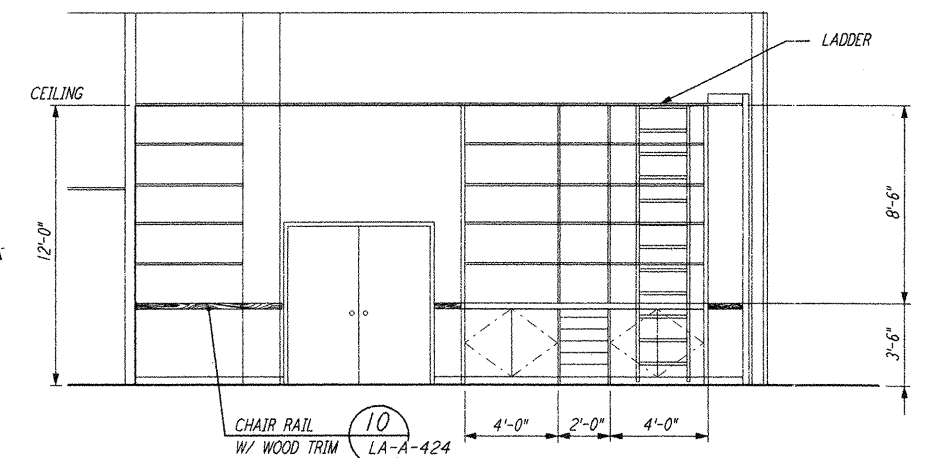 LADDER
CEILING
12'-0"
8'-6"
3'-6"
CHAIR RAIL
W/ WOOD TRIM
10
LA-A-424
4'-0"
2'-0"
4'-0"